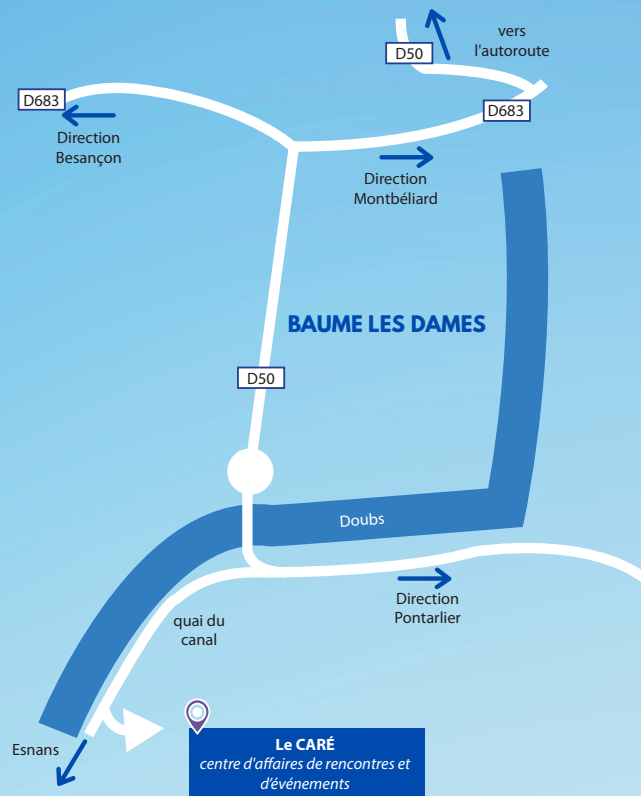 vers
l'autoroute
D50
D683
D683
Direction
Besançon
Direction
Montbéliard
BAUME LES DAMES
D50
Doubs
Direction
Pontarlier
quai du
canal
Esnans
Le CARÉ
centre d'affaires de rencontres et
d'événements